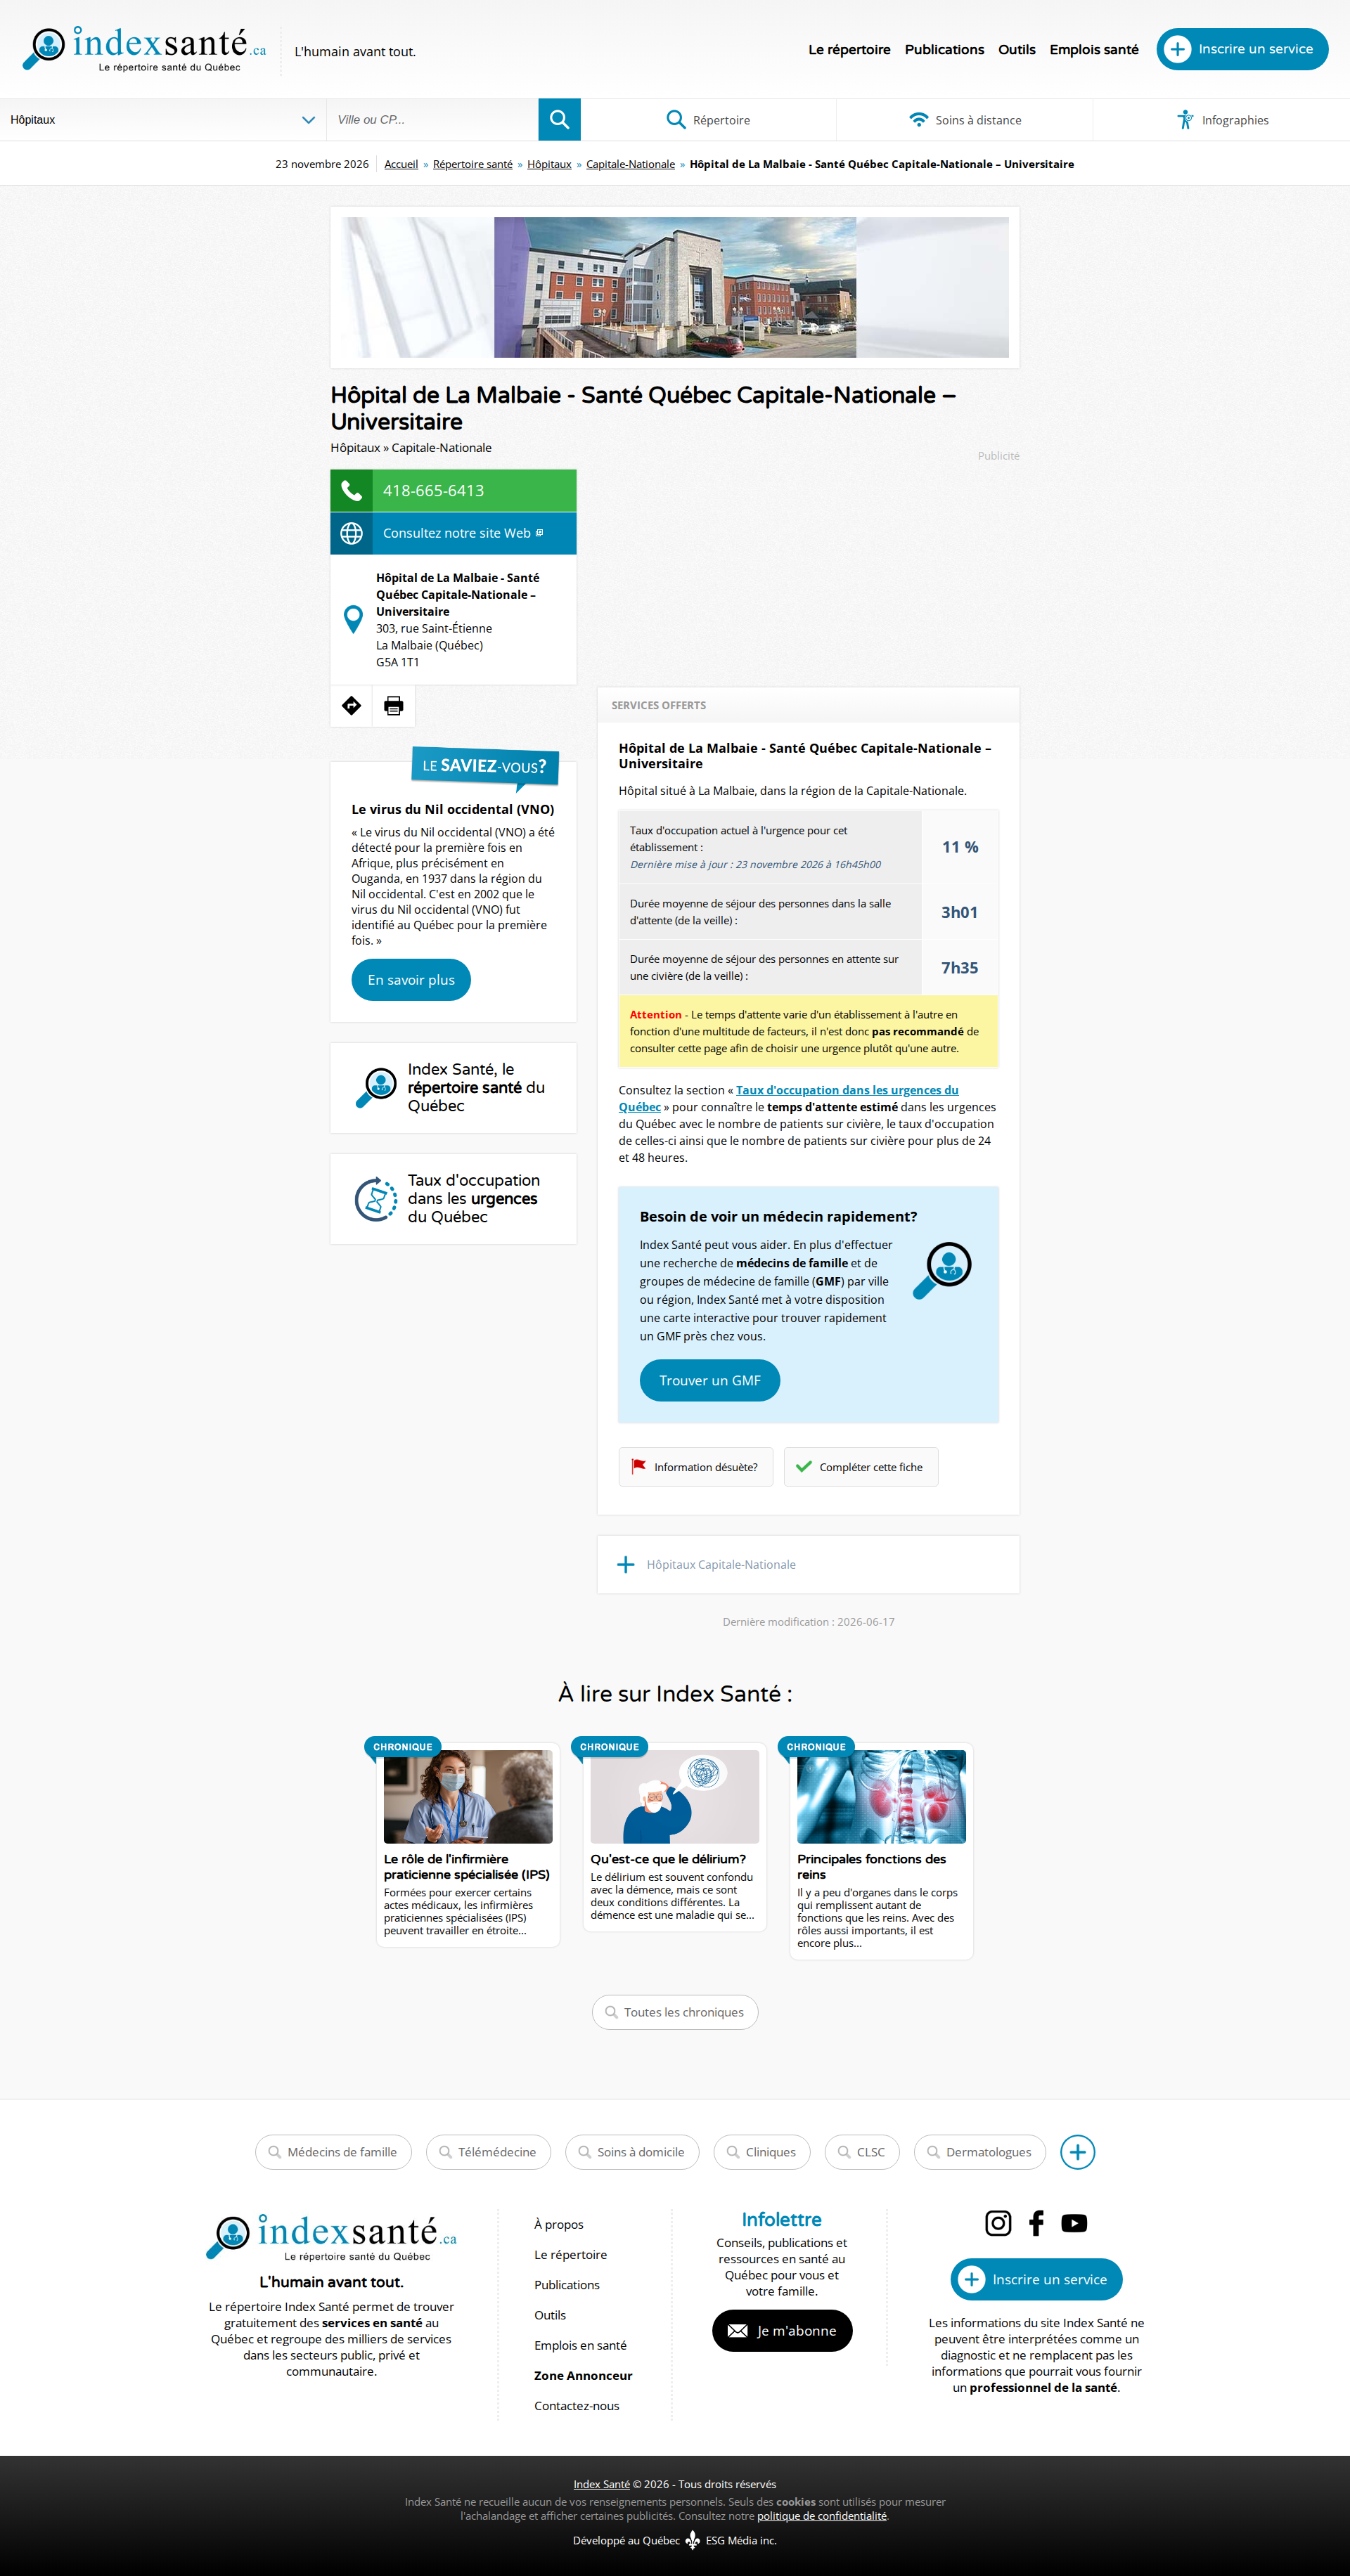 indexsanté.ca
Le répertoire santé du Québec
L'humain avant tout.
Le répertoire
Publications
Outils
Emplois santé
Inscrire un service
Hôpitaux
Ville ou CP...
Répertoire
Soins à distance
Infographies
23 novembre 2026
Accueil » Répertoire santé » Hôpitaux » Capitale-Nationale » Hôpital de La Malbaie - Santé Québec Capitale-Nationale – Universitaire
Hôpital de La Malbaie - Santé Québec Capitale-Nationale –
Universitaire
Hôpitaux » Capitale-Nationale
Publicité
418-665-6413
Consultez notre site Web
Hôpital de La Malbaie - Santé
Québec Capitale-Nationale –
Universitaire
303, rue Saint-Étienne
La Malbaie (Québec)
G5A 1T1
LE SAVIEZ-VOUS?
Le virus du Nil occidental (VNO)
« Le virus du Nil occidental (VNO) a été
détecté pour la première fois en
Afrique, plus précisément en
Ouganda, en 1937 dans la région du
Nil occidental. C'est en 2002 que le
virus du Nil occidental (VNO) fut
identifié au Québec pour la première
fois. »
En savoir plus
Index Santé, le
répertoire santé du
Québec
Taux d'occupation
dans les urgences
du Québec
SERVICES OFFERTS
Hôpital de La Malbaie - Santé Québec Capitale-Nationale –
Universitaire
Hôpital situé à La Malbaie, dans la région de la Capitale-Nationale.
Taux d'occupation actuel à l'urgence pour cet
établissement :
Dernière mise à jour : 23 novembre 2026 à 16h45h00
11 %
Durée moyenne de séjour des personnes dans la salle
d'attente (de la veille) :
3h01
Durée moyenne de séjour des personnes en attente sur
une civière (de la veille) :
7h35
Attention - Le temps d'attente varie d'un établissement à l'autre en
fonction d'une multitude de facteurs, il n'est donc pas recommandé de
consulter cette page afin de choisir une urgence plutôt qu'une autre.
Consultez la section « Taux d'occupation dans les urgences du
Québec » pour connaître le temps d'attente estimé dans les urgences
du Québec avec le nombre de patients sur civière, le taux d'occupation
de celles-ci ainsi que le nombre de patients sur civière pour plus de 24
et 48 heures.
Besoin de voir un médecin rapidement?
Index Santé peut vous aider. En plus d'effectuer
une recherche de médecins de famille et de
groupes de médecine de famille (GMF) par ville
ou région, Index Santé met à votre disposition
une carte interactive pour trouver rapidement
un GMF près chez vous.
Trouver un GMF
Information désuète?
Compléter cette fiche
Hôpitaux Capitale-Nationale
Dernière modification : 2026-06-17
À lire sur Index Santé :
CHRONIQUE
Le rôle de l'infirmière
praticienne spécialisée (IPS)
Formées pour exercer certains
actes médicaux, les infirmières
praticiennes spécialisées (IPS)
peuvent travailler en étroite...
CHRONIQUE
Qu'est-ce que le délirium?
Le délirium est souvent confondu
avec la démence, mais ce sont
deux conditions différentes. La
démence est une maladie qui se...
CHRONIQUE
Principales fonctions des
reins
Il y a peu d'organes dans le corps
qui remplissent autant de
fonctions que les reins. Avec des
rôles aussi importants, il est
encore plus...
Toutes les chroniques
Médecins de famille
Télémédecine
Soins à domicile
Cliniques
CLSC
Dermatologues
indexsanté.ca
Le répertoire santé du Québec
L'humain avant tout.
Le répertoire Index Santé permet de trouver
gratuitement des services en santé au
Québec et regroupe des milliers de services
dans les secteurs public, privé et
communautaire.
À propos
Le répertoire
Publications
Outils
Emplois en santé
Zone Annonceur
Contactez-nous
Infolettre
Conseils, publications et
ressources en santé au
Québec pour vous et
votre famille.
Je m'abonne
Inscrire un service
Les informations du site Index Santé ne
peuvent être interprétées comme un
diagnostic et ne remplacent pas les
informations que pourrait vous fournir
un professionnel de la santé.
Index Santé © 2026 - Tous droits réservés
Index Santé ne recueille aucun de vos renseignements personnels. Seuls des cookies sont utilisés pour mesurer
l'achalandage et afficher certaines publicités. Consultez notre politique de confidentialité.
Développé au Québec ESG Média inc.